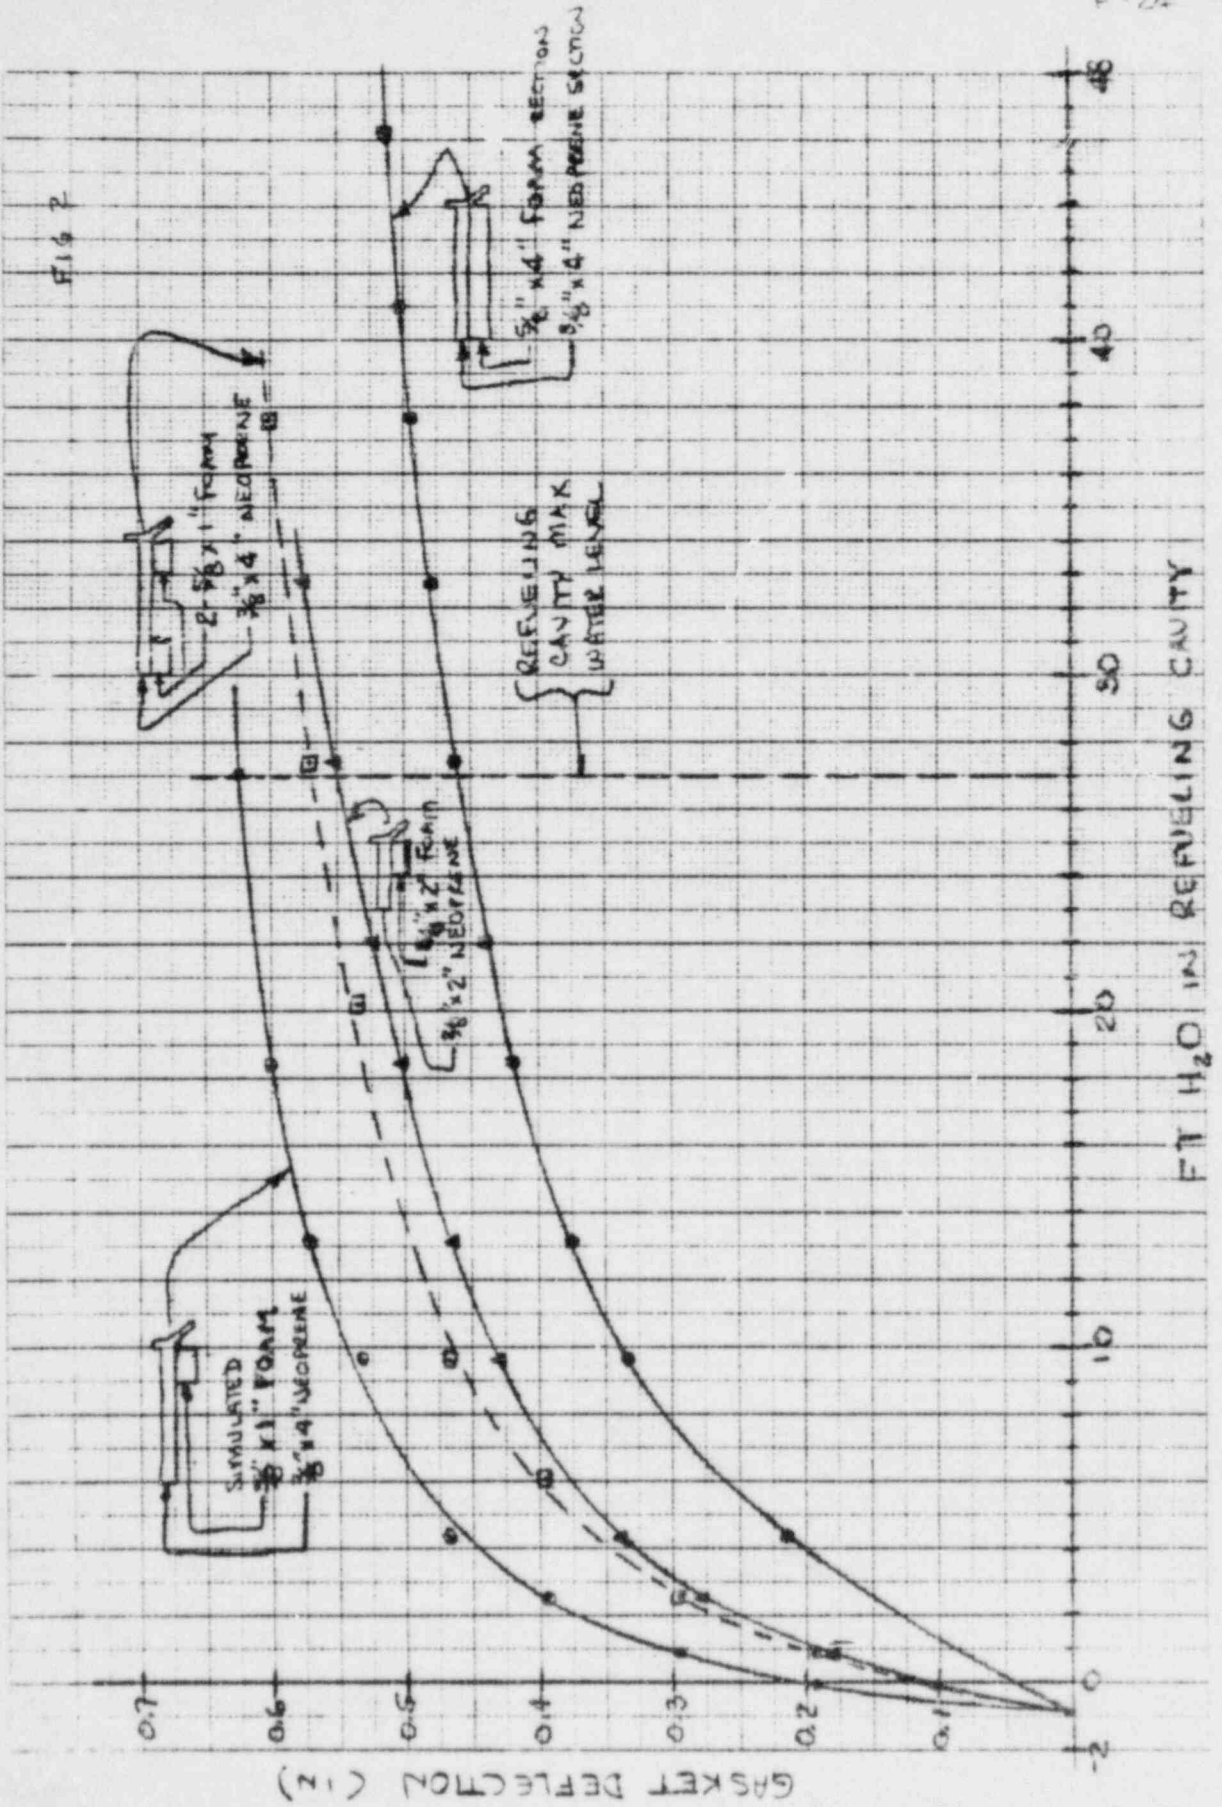 FIG 2
48
40
30
20
10
0
-2
FT H₂O IN REFUELING CAVITY
0.7
0.6
0.5
0.4
0.3
0.2
0.1
GASKET DEFLECTION (IN)
SIMULATED
x 1" FOAM
3/8" x 4" NEOPRENE
2 - 5/8 x 1" FOAM
3/8" x 4" NEOPRENE
x 2" FOAM
3/8" x 2" NEOPRENE
REFUELING
CAVITY MAX
WATER LEVEL
5/8" x 4" FOAM SECTION
3/8" x 4" NEOPRENE SECTION